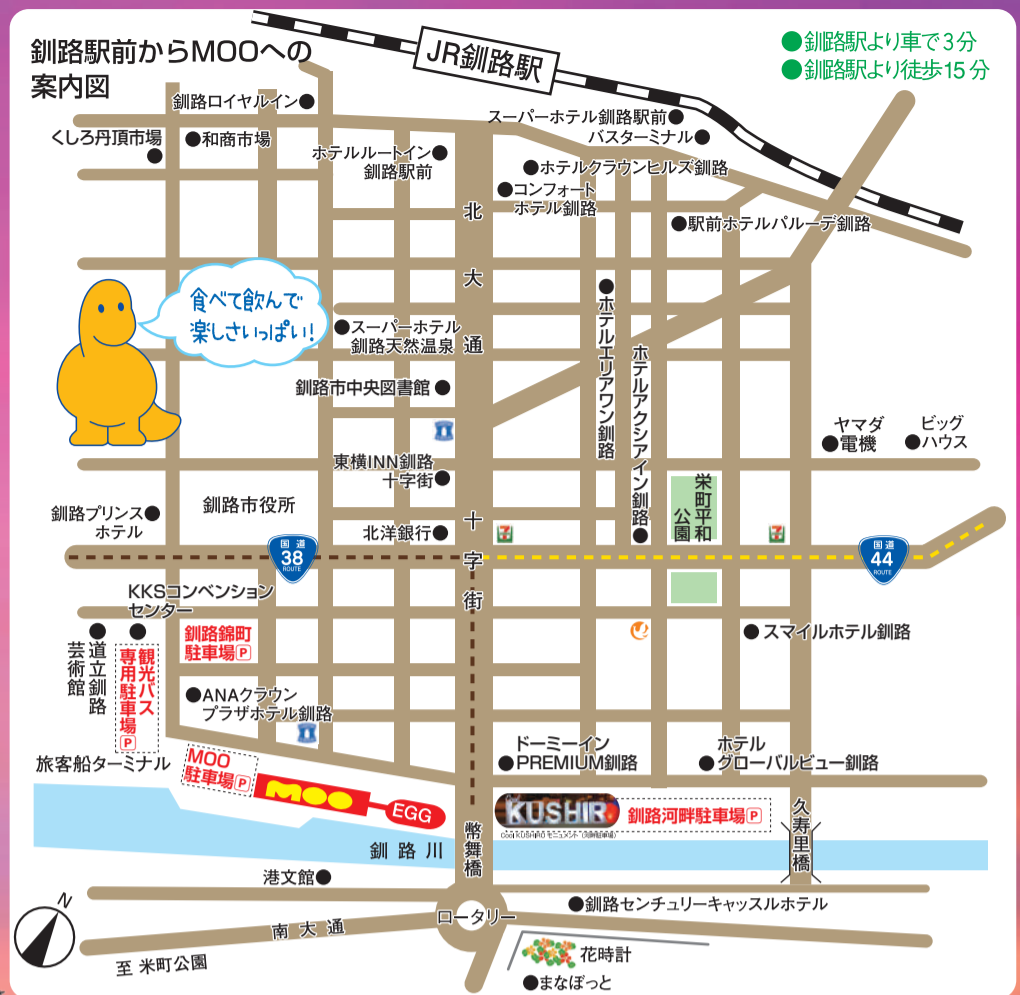 釧路駅前からMOOへの
案内図
JR釧路駅
●釧路駅より車で3分
●釧路駅より徒歩15分
釧路ロイヤルイン●
くしろ丹頂市場
●和商市場
ホテルルートイン●
釧路駅前
スーパーホテル釧路駅前●
バスターミナル●
●ホテルクラウンヒルズ釧路
●コンフォート
ホテル釧路
●駅前ホテルパルーデ釧路
北大通
食べて飲んで
楽しさいっぱい!
●スーパーホテル
釧路天然温泉
釧路市中央図書館●
●ホテルエリアワン釧路
ホテルアクシアイン釧路●
ヤマダ
●電機
ビッグ
●ハウス
東横INN釧路
十字街●
栄町平和
公園
釧路プリンス●
ホテル
釧路市役所
北洋銀行●
十字街
国道
38
ROUTE
国道
44
ROUTE
7
7
KKSコンベンション
センター
●道立釧路
芸術館
観光バス
専用駐車場P
釧路錦町
駐車場P
●スマイルホテル釧路
●ANAクラウン
プラザホテル釧路
旅客船ターミナル
MOO
駐車場P
MOO
EGG
●ドーミーイン
PREMIUM釧路
ホテル
●グローバルビュー釧路
KUSHIRO
Cool KUSHIRO モニュメント
釧路河畔駐車場P
久寿里橋
幣舞橋
釧路川
港文館●
ロータリー
●釧路センチュリーキャッスルホテル
N
南大通
至 米町公園
花時計
●まなぼっと